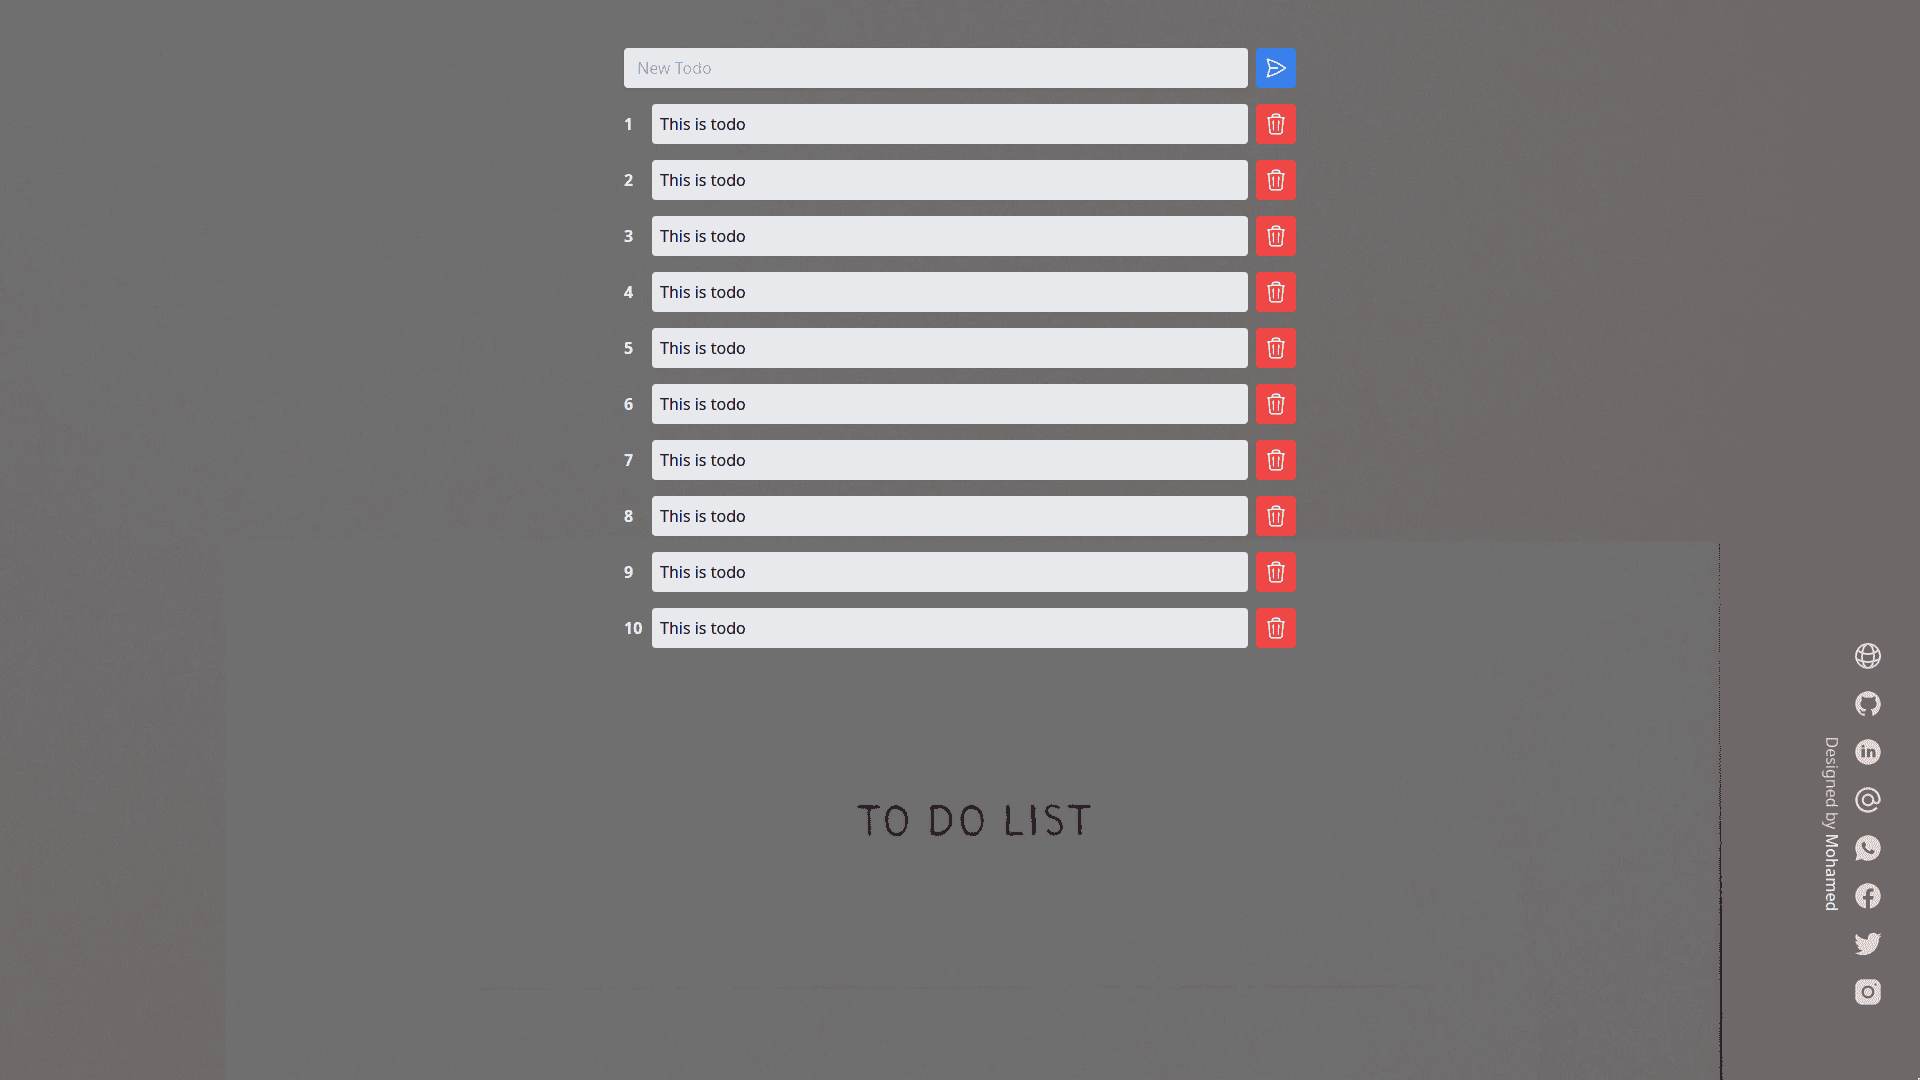 New Todo
1 This is todo
2 This is todo
3 This is todo
4 This is todo
5 This is todo
6 This is todo
7 This is todo
8 This is todo
9 This is todo
10 This is todo
TO DO LIST
Designed by Mohamed